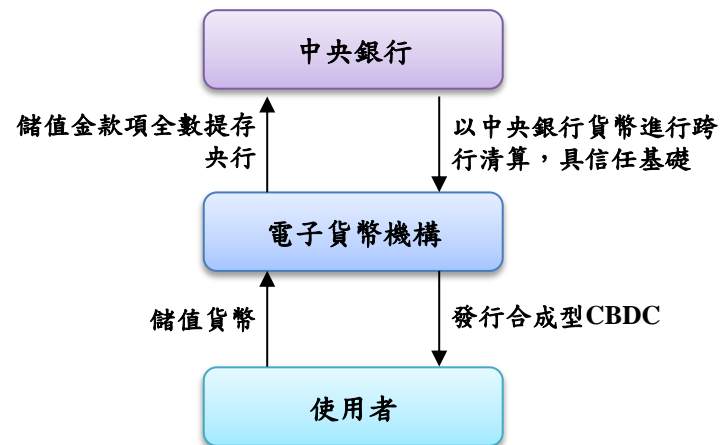 中央銀行
儲值金款項全數提存
央行
以中央銀行貨幣進行跨
行清算，具信任基礎
電子貨幣機構
儲值貨幣
發行合成型CBDC
使用者